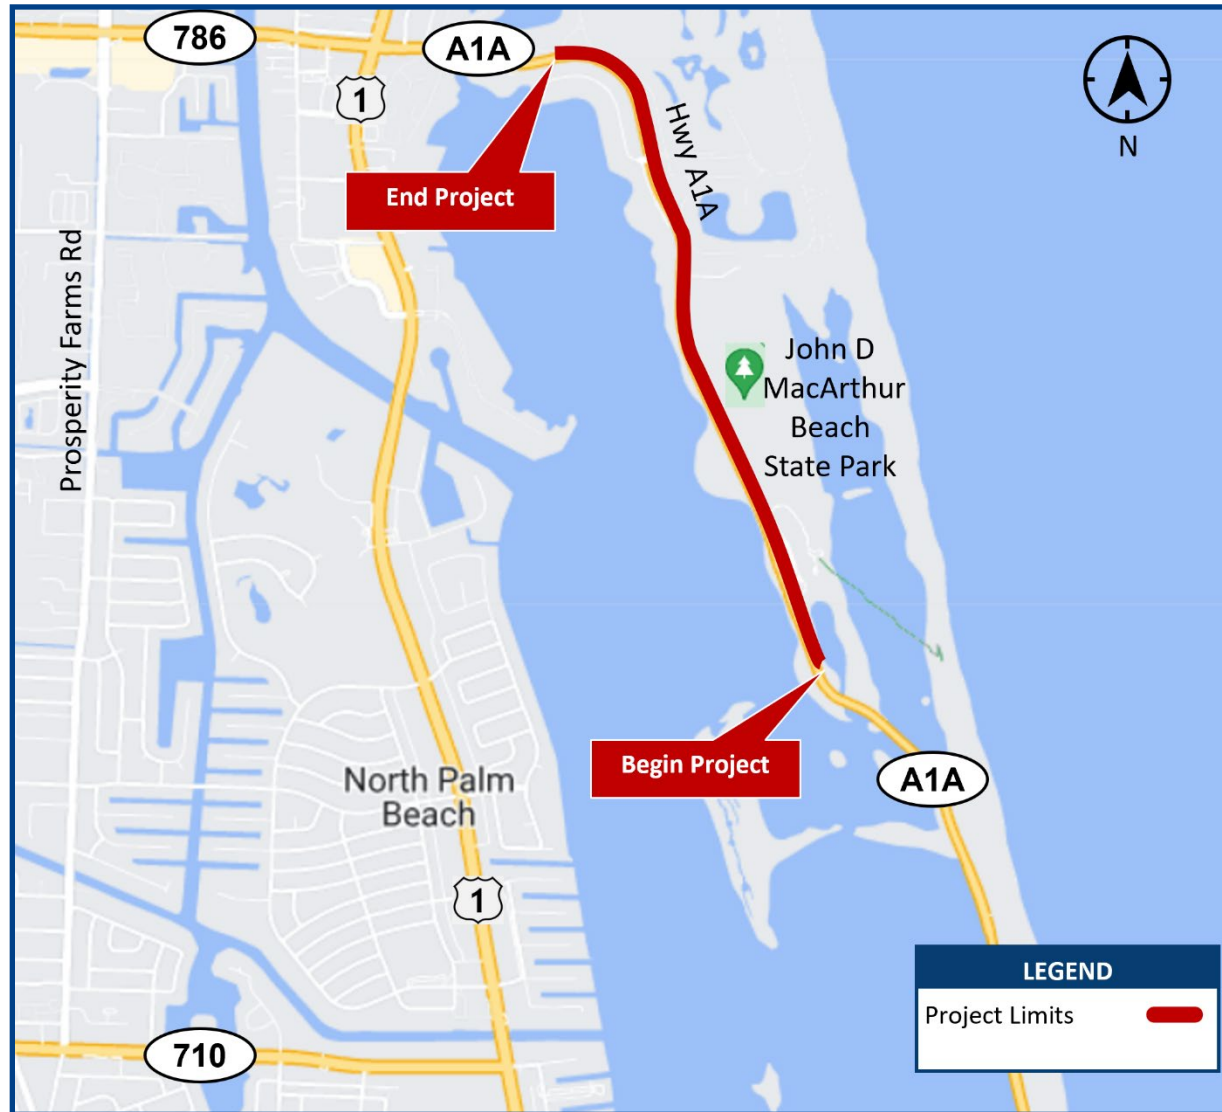 786
A1A
1
N
Hwy A1A
End Project
Prosperity Farms Rd
John D
MacArthur
Beach
State Park
Begin Project
North Palm
Beach
A1A
1
LEGEND
Project Limits
710